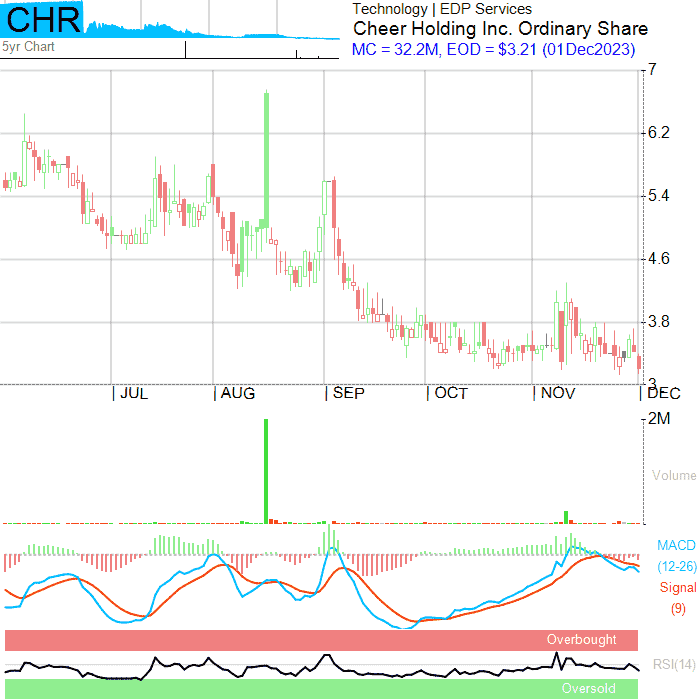 CHR
5yr Chart
Technology | EDP Services
Cheer Holding Inc. Ordinary Share
MC = 32.2M, EOD = $3.21 (01Dec2023)
7
6.2
5.4
4.6
3.8
3
JUL
AUG
SEP
OCT
NOV
DEC
2M
Volume
MACD
(12-26)
Signal
(9)
Overbought
RSI(14)
Oversold